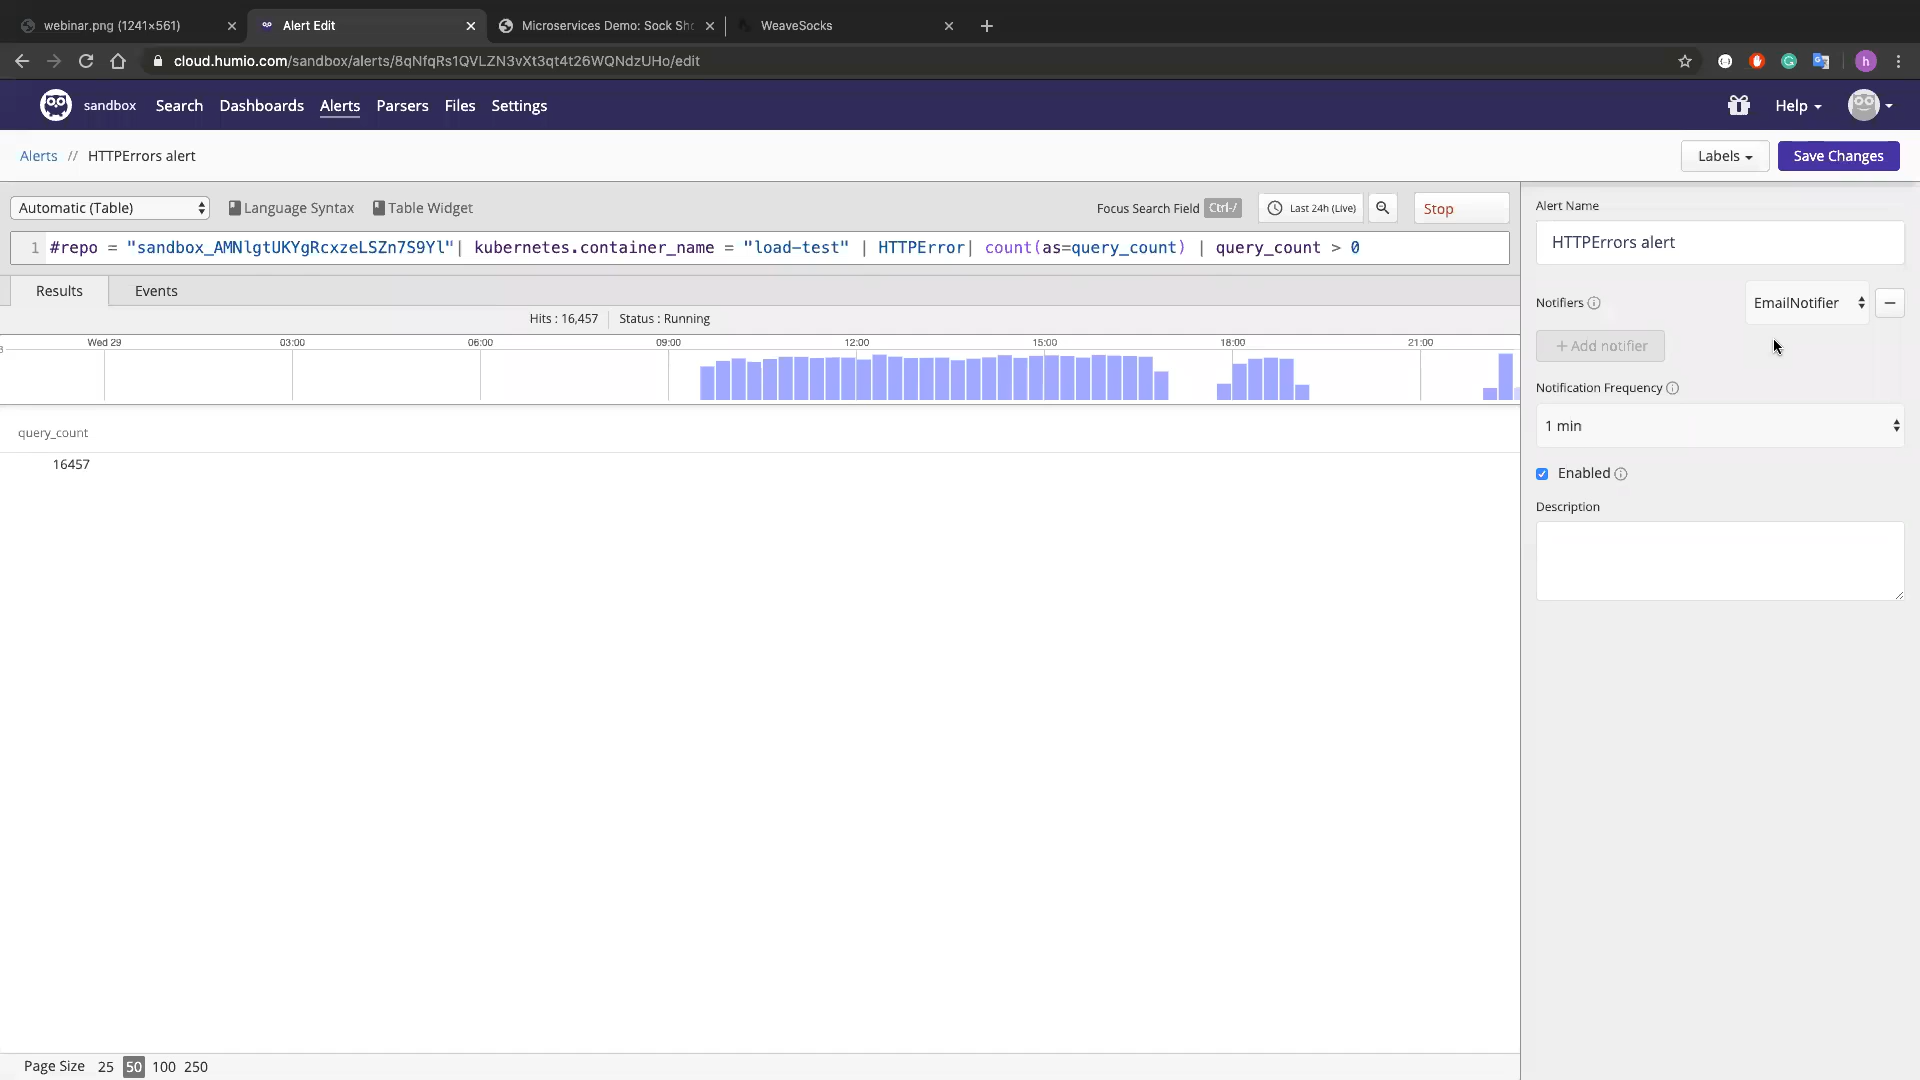 webinar.png (1241×561)
Alert Edit
Microservices Demo: Sock Sh
WeaveSocks
cloud.humio.com/sandbox/alerts/8qNfqRs1QVLZN3vXt3qt4t26WQNdzUHo/edit
h
sandbox Search Dashboards Alerts Parsers Files Settings
Help
Alerts // HTTPErrors alert
Labels
Save Changes
Automatic (Table)
Language Syntax
Table Widget
Focus Search Field Ctrl-/
Last 24h (Live)
Stop
1 #repo = "sandbox_AMNlgtUKYgRcxzeLSZn7S9Yl"| kubernetes.container_name = "load-test" | HTTPError| count(as=query_count) | query_count > 0
Results Events
Hits : 16,457 Status : Running
Wed 29 03:00 06:00 09:00 12:00 15:00 18:00 21:00
query_count
16457
Page Size 25 50 100 250
Alert Name
HTTPErrors alert
Notifiers
EmailNotifier
+ Add notifier
Notification Frequency
1 min
Enabled
Description